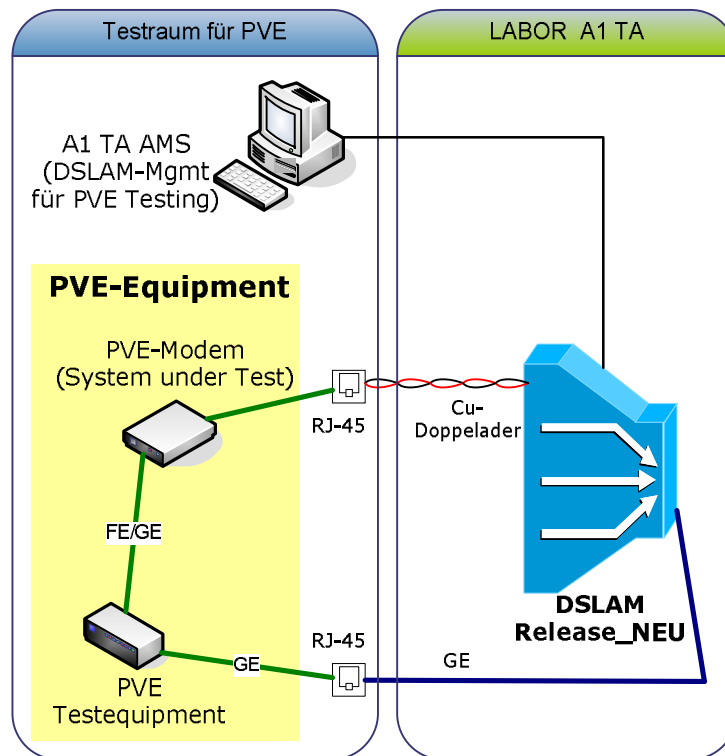 Testraum für PVE
LABOR A1 TA
A1 TA AMS
(DSLAM-Mgmt
für PVE Testing)
PVE-Equipment
PVE-Modem
(System under Test)
RJ-45
Cu-
Doppelader
FE/GE
DSLAM
Release_NEU
RJ-45
GE
GE
PVE
Testequipment